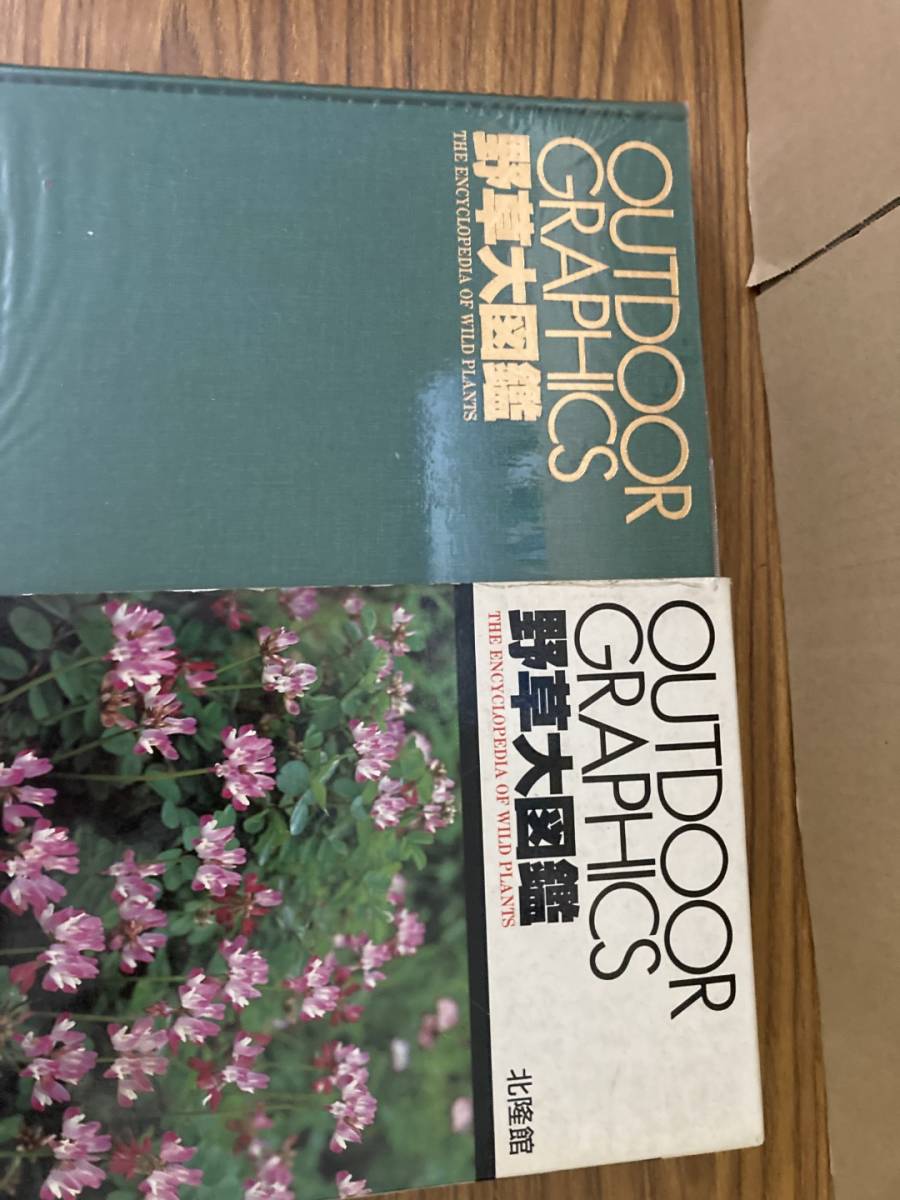 OUTDOOR
GRAPHICS
野草大図鑑
THE ENCYCLOPEDIA OF WILD PLANTS
OUTDOOR
GRAPHICS
野草大図鑑
THE ENCYCLOPEDIA OF WILD PLANTS
北隆館